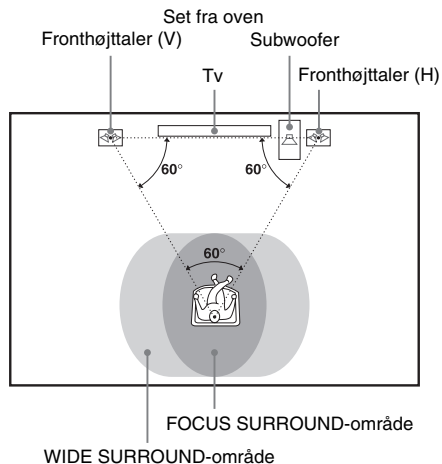 Set fra oven
Fronthøjttaler (V)
Subwoofer
Tv
Fronthøjttaler (H)
60°
60°
60°
FOCUS SURROUND-område
WIDE SURROUND-område